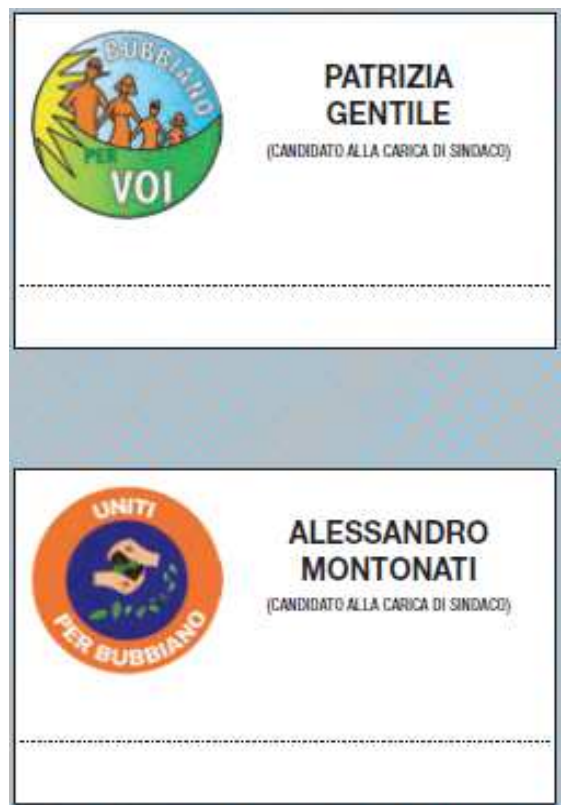 BUBBIANO
PER
VOI
PATRIZIA
GENTILE
(CANDIDATO ALLA CARICA DI SINDACO)
UNITI
PER BUBBIANO
ALESSANDRO
MONTONATI
(CANDIDATO ALLA CARICA DI SINDACO)